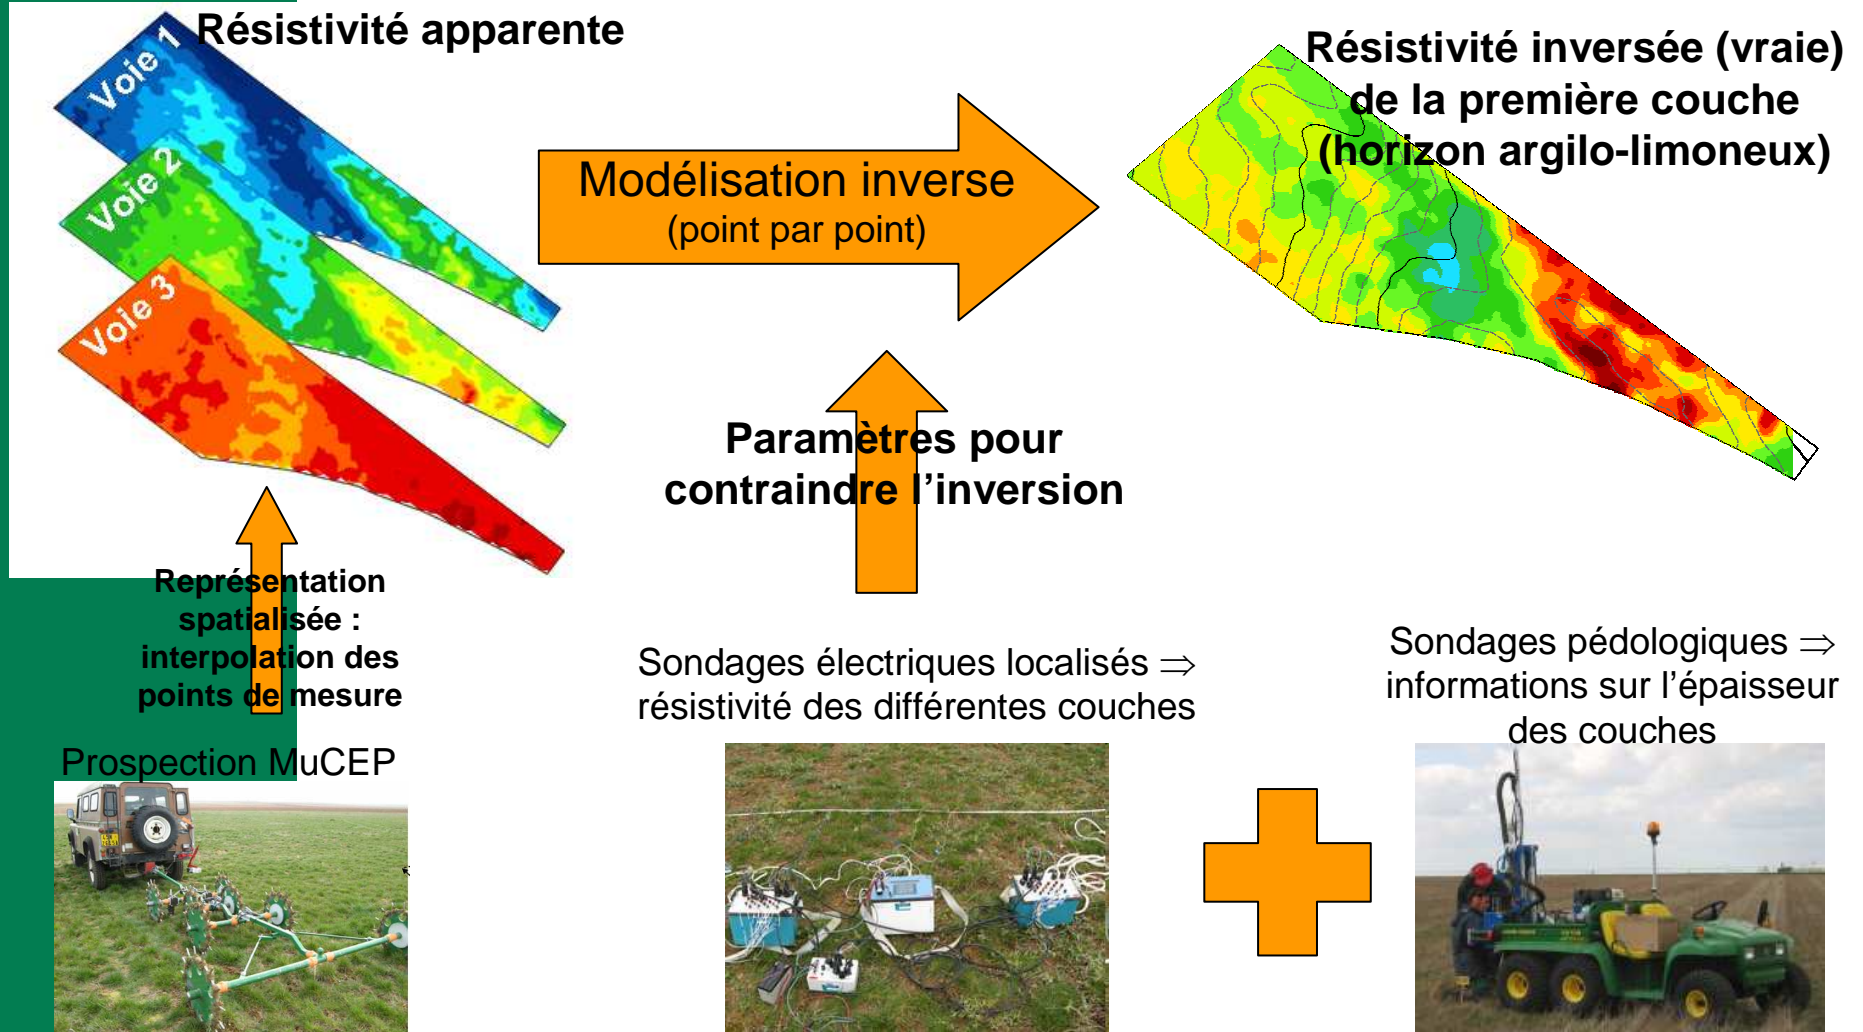 Résistivité apparente
Voie 1
Voie 2
Voie 3
Modélisation inverse
(point par point)
Résistivité inversée (vraie)
de la première couche
(horizon argilo-limoneux)
Paramètres pour
contraindre l’inversion
Représentation
spatialisée :
interpolation des
points de mesure
Prospection MuCEP
Sondages électriques localisés ⇒
résistivité des différentes couches
Sondages pédologiques ⇒
informations sur l’épaisseur
des couches